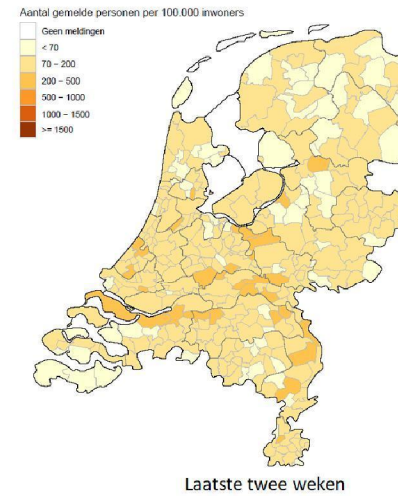 Aantal gemelde personen per 100.000 inwoners
Geen meldingen
< 70
70 – 200
200 – 500
500 – 1000
1000 – 1500
>= 1500
Laatste twee weken